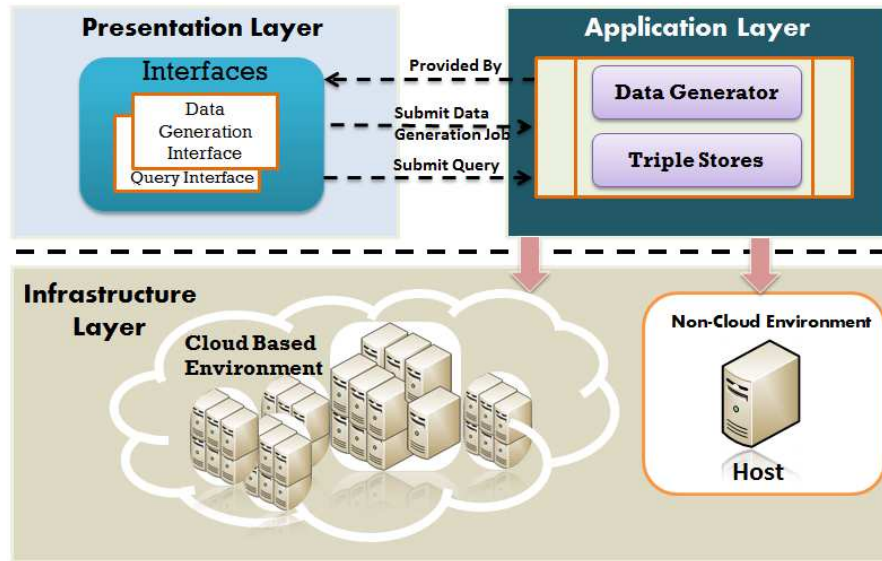 Presentation Layer
Interfaces
Data
Generation
Interface
Query Interface
Provided By
Submit Data
Generation Job
Submit Query
Application Layer
Data Generator
Triple Stores
Infrastructure
Layer
Cloud Based
Environment
Non-Cloud Environment
Host